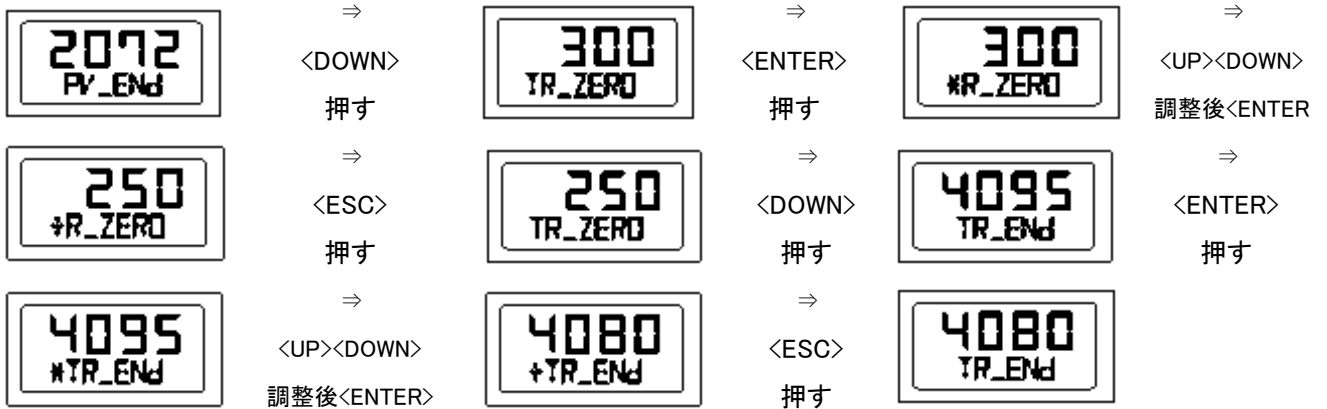 2072
PV_ENd
⇒
<DOWN>
押す
300
TR_ZERO
⇒
<ENTER>
押す
300
*R_ZERO
⇒
<UP><DOWN>
調整後<ENTER
250
+R_ZERO
⇒
<ESC>
押す
250
TR_ZERO
⇒
<DOWN>
押す
4095
TR_ENd
⇒
<ENTER>
押す
4095
*TR_ENd
⇒
<UP><DOWN>
調整後<ENTER>
4080
+TR_ENd
⇒
<ESC>
押す
4080
TR_ENd